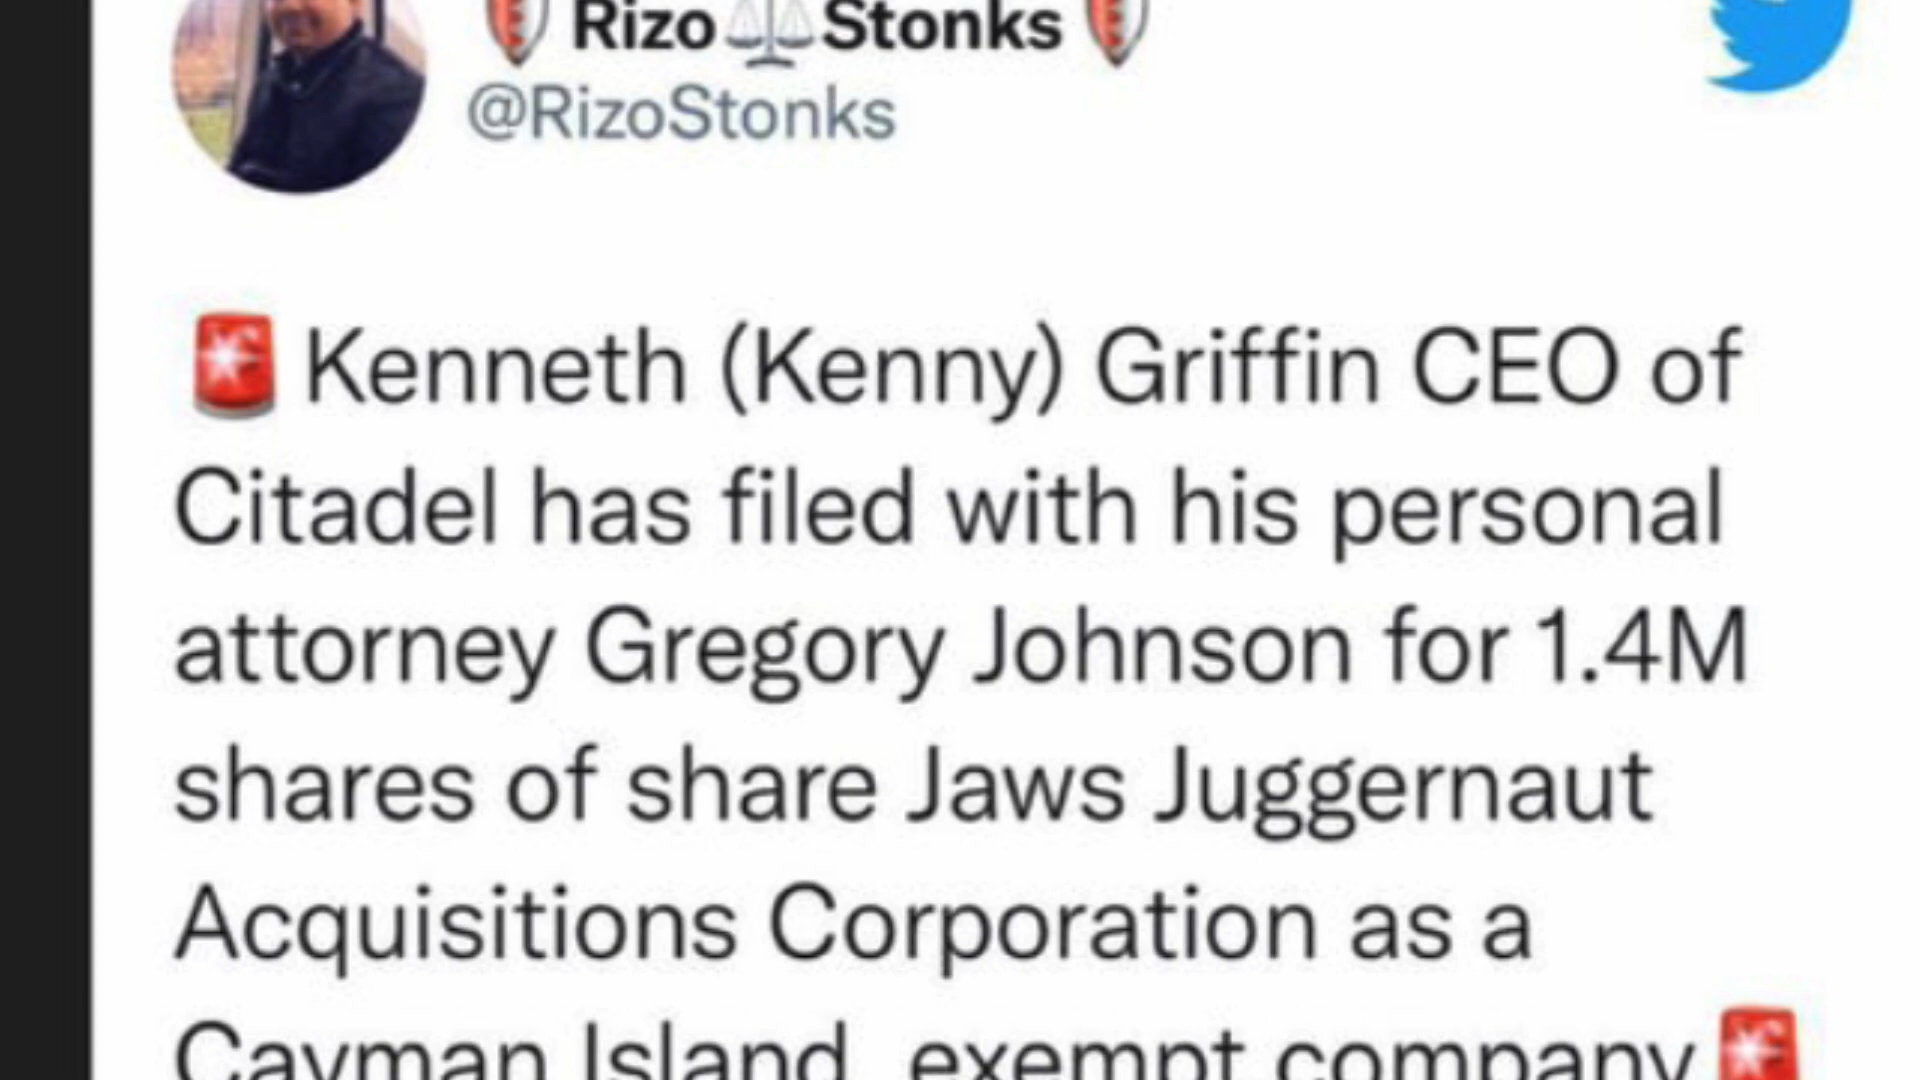 Rizo⚖️Stonks
@RizoStonks
🚨Kenneth (Kenny) Griffin CEO of
Citadel has filed with his personal
attorney Gregory Johnson for 1.4M
shares of share Jaws Juggernaut
Acquisitions Corporation as a
Cayman Island, exempt company🚨